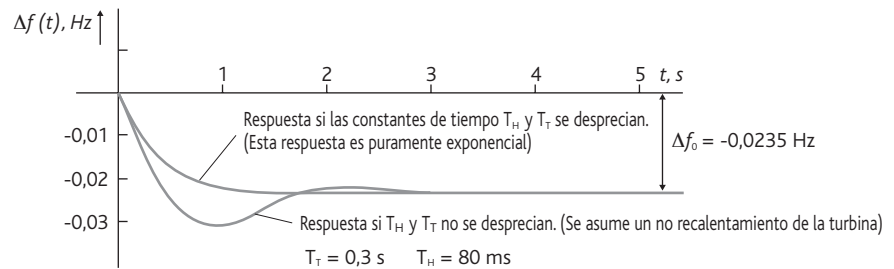 Δf (t), Hz
1 2 3 4 5 t, s
Respuesta si las constantes de tiempo T_H y T_T se desprecian.
(Esta respuesta es puramente exponencial)
-0,01
Δf₀ = -0,0235 Hz
-0,02
-0,03
Respuesta si T_H y T_T no se desprecian. (Se asume un no recalentamiento de la turbina)
T_T = 0,3 s T_H = 80 ms